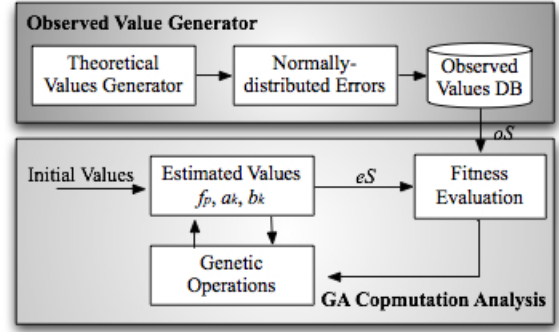 Observed Value Generator
Theoretical
Values Generator
Normally-
distributed Errors
Observed
Values DB
oS
Initial Values
Estimated Values
fp, ak, bk
eS
Fitness
Evaluation
Genetic
Operations
GA Copmutation Analysis